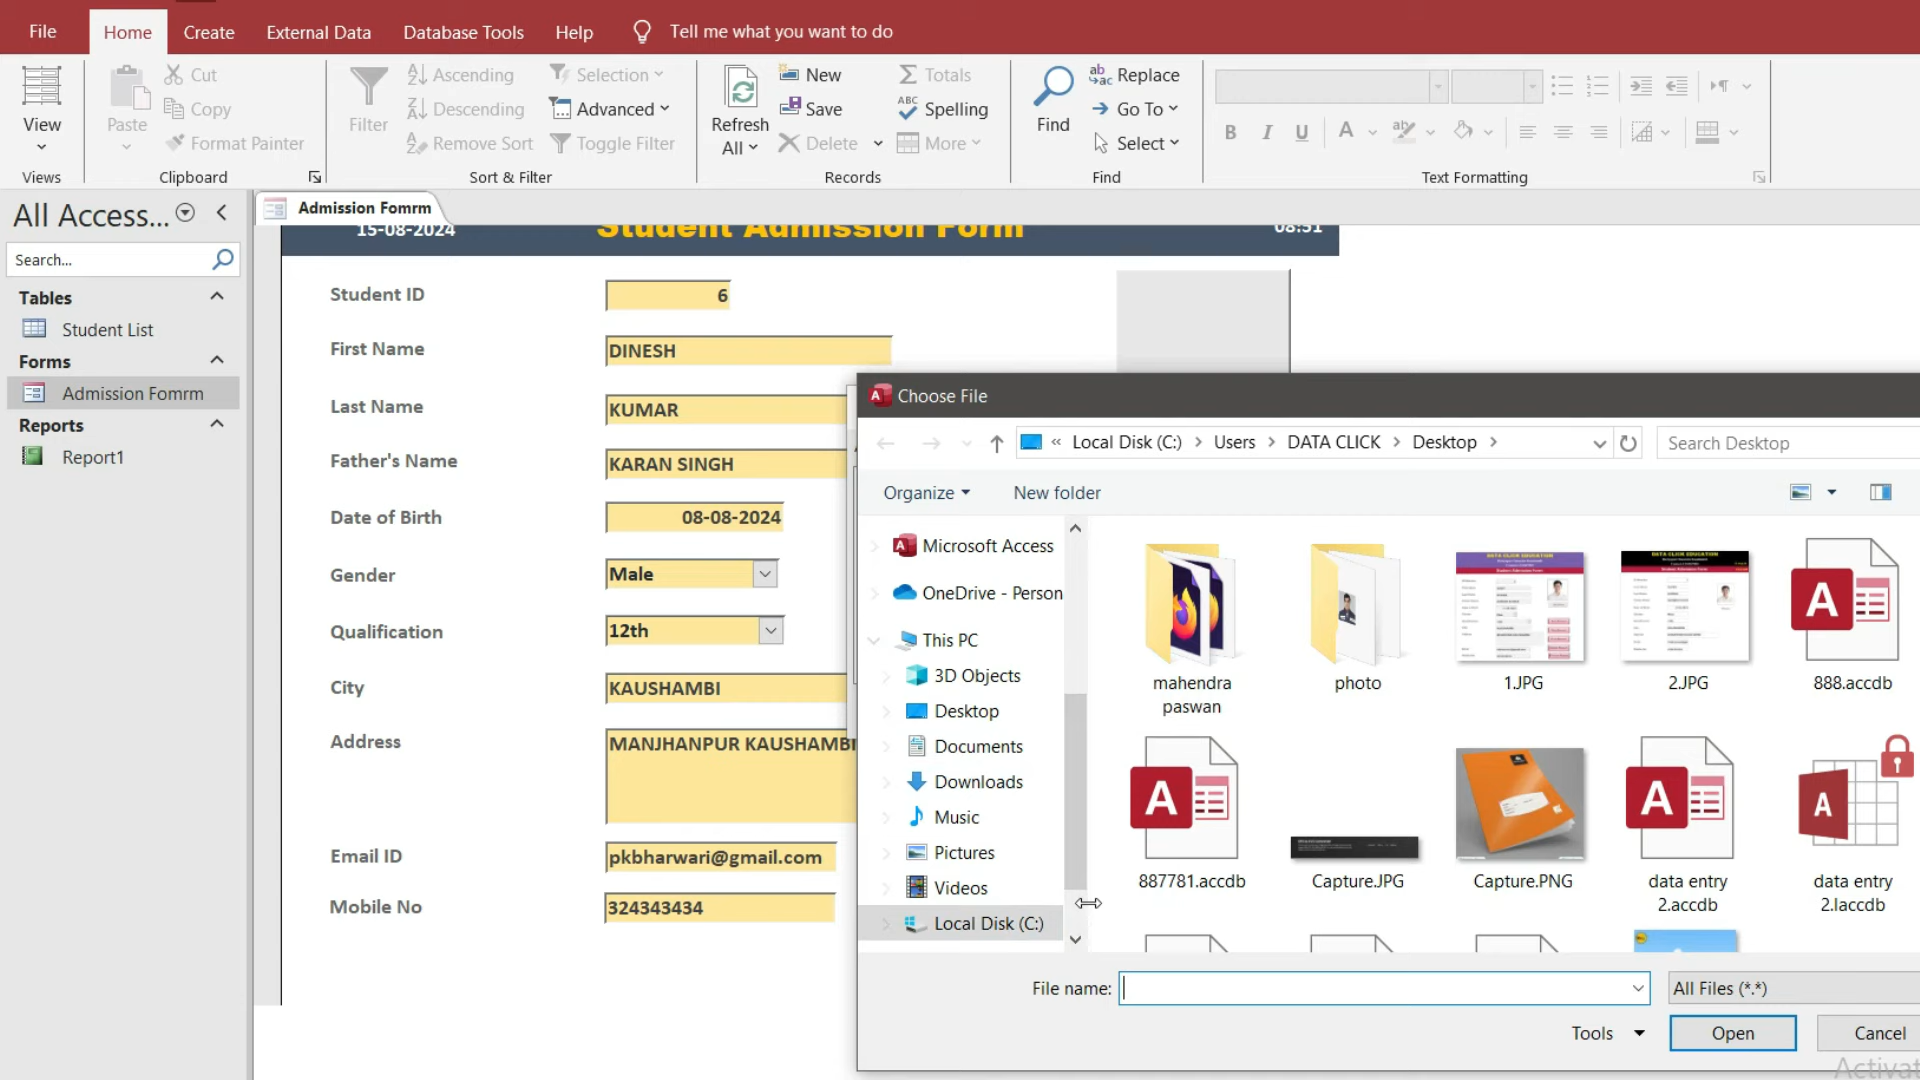 File
Home
Create
External Data
Database Tools
Help
Tell me what you want to do
View
Views
Paste
Cut
Copy
Format Painter
Clipboard
Filter
Ascending
Descending
Remove Sort
Selection
Advanced
Toggle Filter
Sort & Filter
Refresh
All
New
Save
Delete
Totals
Spelling
More
Records
Find
Replace
Go To
Select
Find
B I U A
Text Formatting
All Access...
Search...
Tables
Student List
Forms
Admission Fomrm
Reports
Report1
Admission Fomrm
15-08-2024 Student Admission Form 08:51
Student ID 6
First Name DINESH
Last Name KUMAR
Father's Name KARAN SINGH
Date of Birth 08-08-2024
Gender Male
Qualification 12th
City KAUSHAMBI
Address MANJHANPUR KAUSHAMBI
Email ID pkbharwari@gmail.com
Mobile No 324343434
Choose File
« Local Disk (C:) > Users > DATA CLICK > Desktop >
Search Desktop
Organize
New folder
Microsoft Access
OneDrive - Person
This PC
3D Objects
Desktop
Documents
Downloads
Music
Pictures
Videos
Local Disk (C:)
mahendra
paswan
photo
1.JPG
2.JPG
888.accdb
887781.accdb
Capture.JPG
Capture.PNG
data entry
2.accdb
data entry
2.laccdb
File name:
All Files (*.*)
Tools
Open
Cancel
Activat